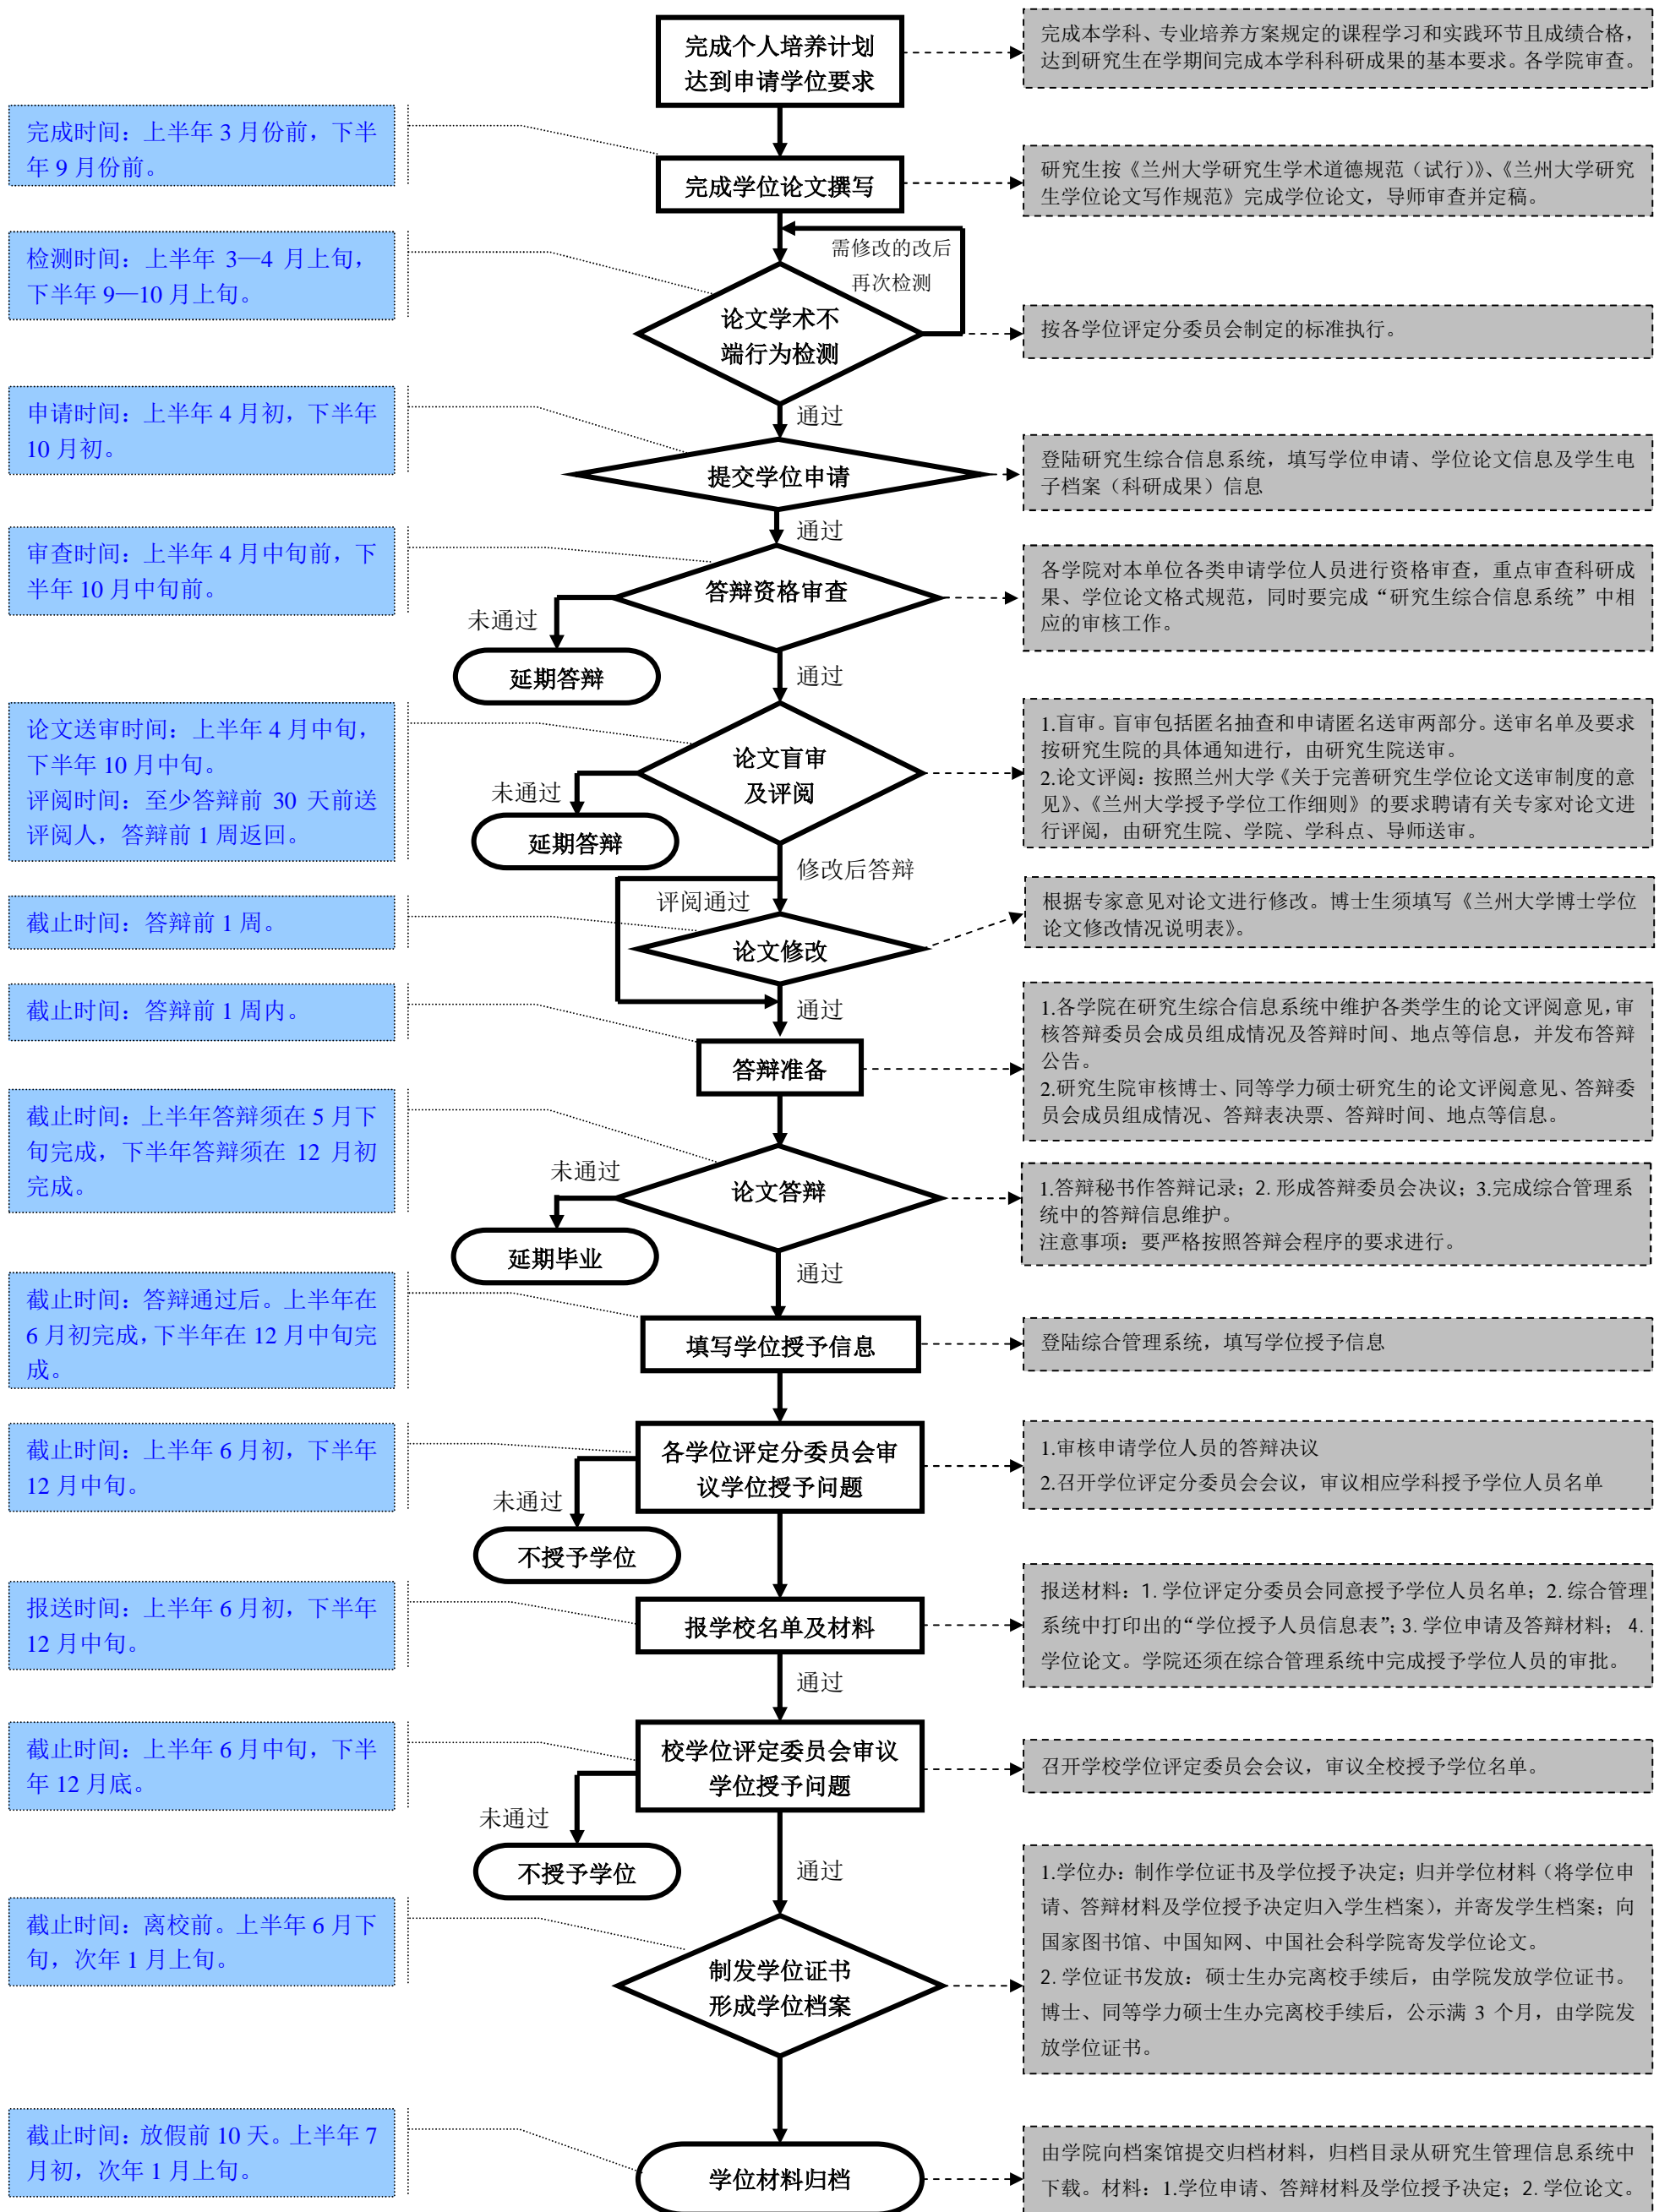 完成个人培养计划
达到申请学位要求
完成本学科、专业培养方案规定的课程学习和实践环节且成绩合格，
达到研究生在学期间完成本学科科研成果的基本要求。各学院审查。
完成时间：上半年 3 月份前，下半
年 9 月份前。
完成学位论文撰写
研究生按《兰州大学研究生学术道德规范（试行）》、《兰州大学研究
生学位论文写作规范》完成学位论文，导师审查并定稿。
检测时间：上半年 3—4 月上旬，
下半年 9—10 月上旬。
需修改的改后
再次检测
论文学术不
端行为检测
按各学位评定分委员会制定的标准执行。
通过
申请时间：上半年 4 月初，下半年
10 月初。
提交学位申请
登陆研究生综合信息系统，填写学位申请、学位论文信息及学生电
子档案（科研成果）信息
通过
审查时间：上半年 4 月中旬前，下
半年 10 月中旬前。
答辩资格审查
各学院对本单位各类申请学位人员进行资格审查，重点审查科研成
果、学位论文格式规范，同时要完成“研究生综合信息系统”中相
应的审核工作。
未通过
延期答辩
通过
论文送审时间：上半年 4 月中旬，
下半年 10 月中旬。
评阅时间：至少答辩前 30 天前送
评阅人，答辩前 1 周返回。
论文盲审
及评阅
1.盲审。盲审包括匿名抽查和申请匿名送审两部分。送审名单及要求
按研究生院的具体通知进行，由研究生院送审。
2.论文评阅：按照兰州大学《关于完善研究生学位论文送审制度的意
见》、《兰州大学授予学位工作细则》的要求聘请有关专家对论文进
行评阅，由研究生院、学院、学科点、导师送审。
未通过
延期答辩
修改后答辩
评阅通过
截止时间：答辩前 1 周。
论文修改
根据专家意见对论文进行修改。博士生须填写《兰州大学博士学位
论文修改情况说明表》。
通过
截止时间：答辩前 1 周内。
答辩准备
1.各学院在研究生综合信息系统中维护各类学生的论文评阅意见，审
核答辩委员会成员组成情况及答辩时间、地点等信息，并发布答辩
公告。
2.研究生院审核博士、同等学力硕士研究生的论文评阅意见、答辩委
员会成员组成情况、答辩表决票、答辩时间、地点等信息。
截止时间：上半年答辩须在 5 月下
旬完成，下半年答辩须在 12 月初
完成。
未通过
论文答辩
1.答辩秘书作答辩记录；2.形成答辩委员会决议；3.完成综合管理系
统中的答辩信息维护。
注意事项：要严格按照答辩会程序的要求进行。
延期毕业
通过
截止时间：答辩通过后。上半年在
6 月初完成，下半年在 12 月中旬完
成。
填写学位授予信息
登陆综合管理系统，填写学位授予信息
截止时间：上半年 6 月初，下半年
12 月中旬。
各学位评定分委员会审
议学位授予问题
1.审核申请学位人员的答辩决议
2.召开学位评定分委员会会议，审议相应学科授予学位人员名单
未通过
不授予学位
报送时间：上半年 6 月初，下半年
12 月中旬。
报学校名单及材料
报送材料：1.学位评定分委员会同意授予学位人员名单；2.综合管理
系统中打印出的“学位授予人员信息表”；3.学位申请及答辩材料； 4.
学位论文。学院还须在综合管理系统中完成授予学位人员的审批。
通过
截止时间：上半年 6 月中旬，下半
年 12 月底。
校学位评定委员会审议
学位授予问题
召开学校学位评定委员会会议，审议全校授予学位名单。
未通过
不授予学位
通过
截止时间：离校前。上半年 6 月下
旬，次年 1 月上旬。
制发学位证书
形成学位档案
1.学位办：制作学位证书及学位授予决定；归并学位材料（将学位申
请、答辩材料及学位授予决定归入学生档案），并寄发学生档案；向
国家图书馆、中国知网、中国社会科学院寄发学位论文。
2.学位证书发放：硕士生办完离校手续后，由学院发放学位证书。
博士、同等学力硕士生办完离校手续后，公示满 3 个月，由学院发
放学位证书。
截止时间：放假前 10 天。上半年 7
月初，次年 1 月上旬。
学位材料归档
由学院向档案馆提交归档材料，归档目录从研究生管理信息系统中
下载。材料：1.学位申请、答辩材料及学位授予决定；2.学位论文。